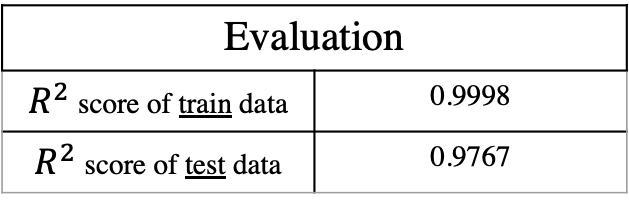 Evaluation
R² score of train data 0.9998
R² score of test data 0.9767